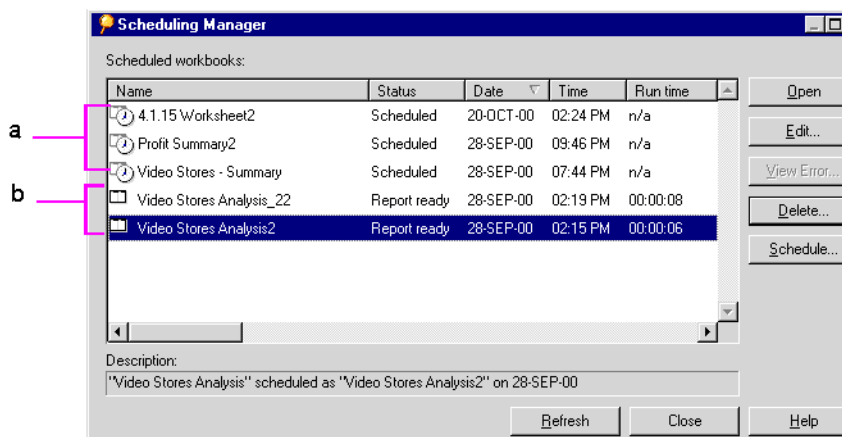 Scheduling Manager
Scheduled workbooks:
Name Status Date Time Run time
4.1.15 Worksheet2 Scheduled 20-OCT-00 02:24 PM n/a
Profit Summary2 Scheduled 28-SEP-00 09:46 PM n/a
Video Stores - Summary Scheduled 28-SEP-00 07:44 PM n/a
Video Stores Analysis_22 Report ready 28-SEP-00 02:19 PM 00:00:08
Video Stores Analysis2 Report ready 28-SEP-00 02:15 PM 00:00:06
a
b
Open
Edit...
View Error...
Delete...
Schedule...
Description:
"Video Stores Analysis" scheduled as "Video Stores Analysis2" on 28-SEP-00
Refresh Close Help